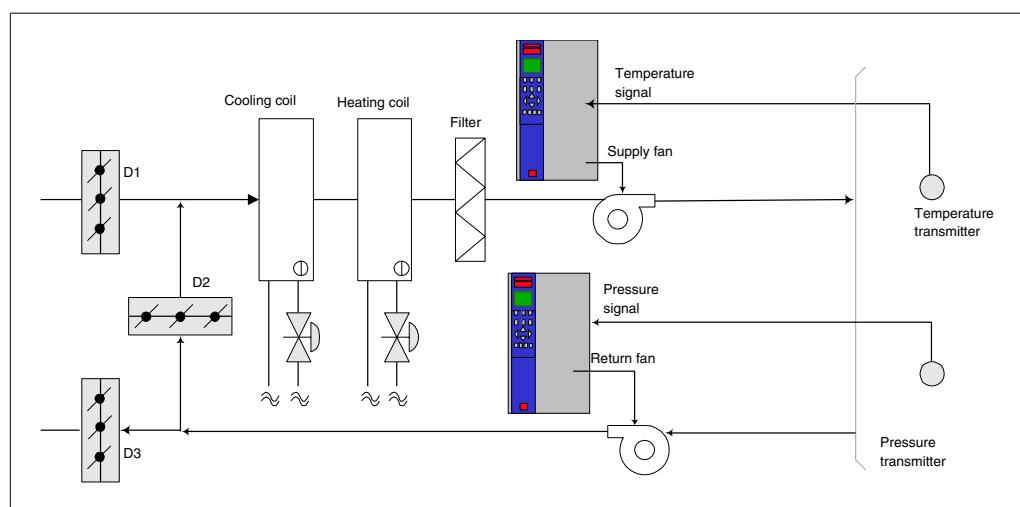 Temperature
signal
Cooling coil
Heating coil
Filter
Supply fan
D1
Temperature
transmitter
D2
Pressure
signal
Return fan
D3
Pressure
transmitter